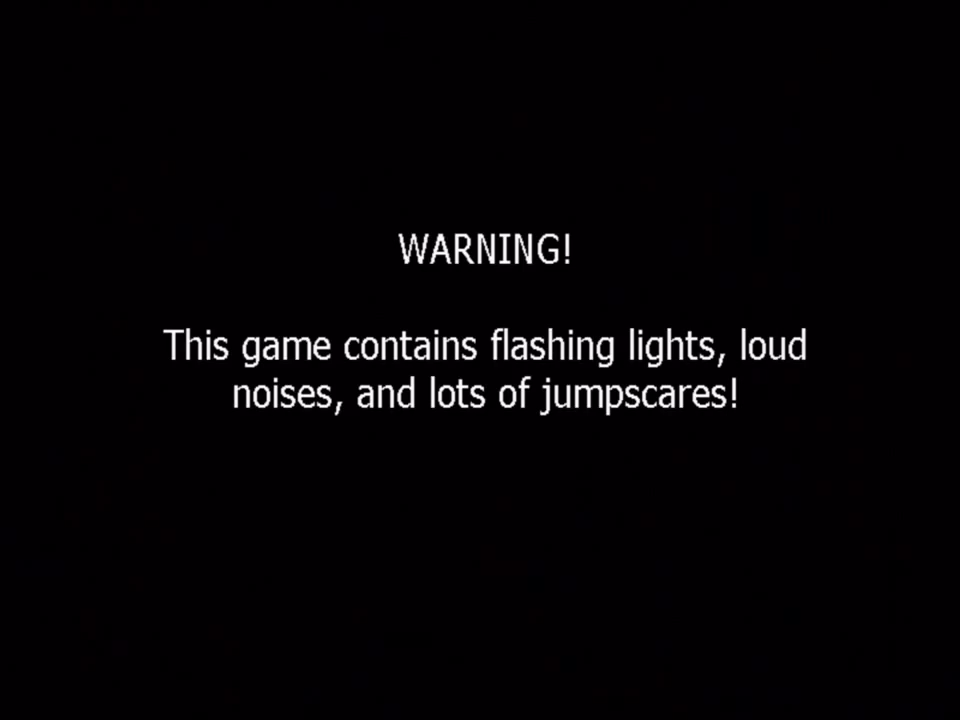 WARNING!
This game contains flashing lights, loud
noises, and lots of jumpscares!